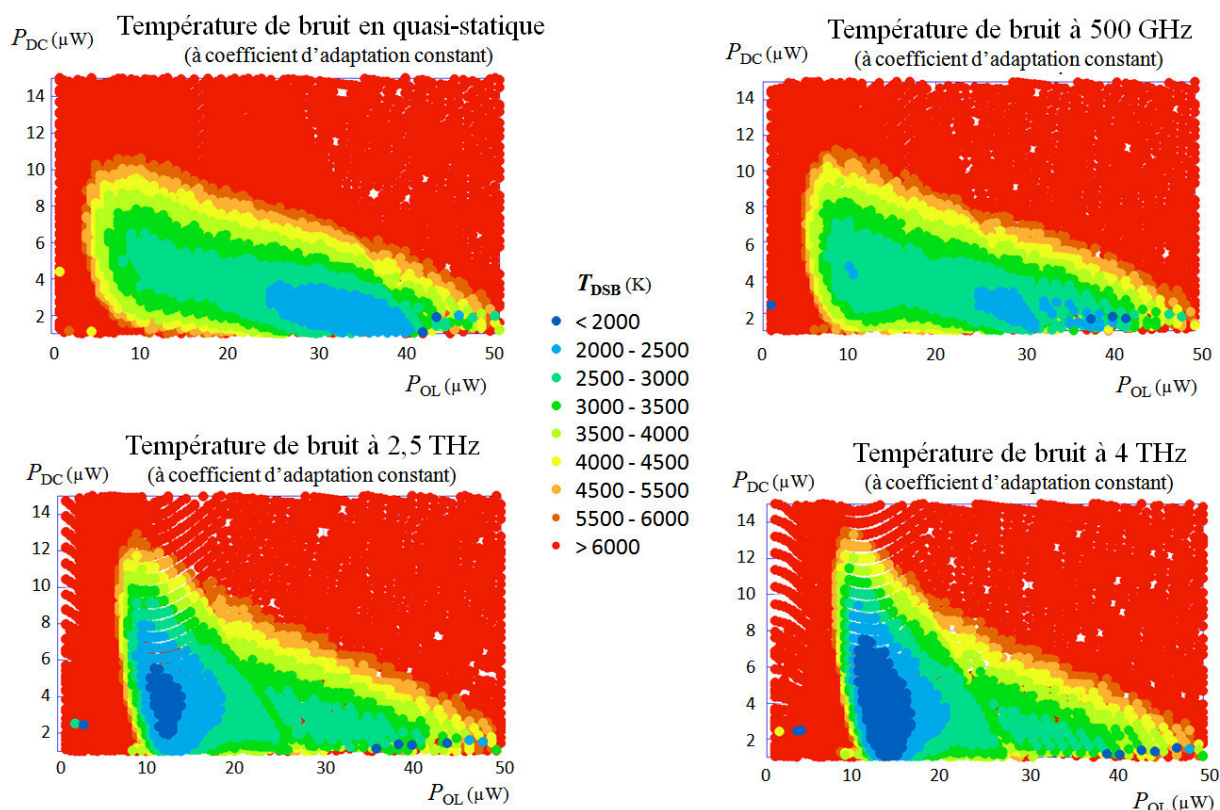 Température de bruit en quasi-statique
(à coefficient d'adaptation constant)
P_DC (µW)
14
12
10
8
6
4
2
0
10
20
30
40
50
P_OL (µW)
Température de bruit à 500 GHz
(à coefficient d'adaptation constant)
P_DC (µW)
14
12
10
8
6
4
2
0
10
20
30
40
50
P_OL (µW)
T_DSB (K)
< 2000
2000 - 2500
2500 - 3000
3000 - 3500
3500 - 4000
4000 - 4500
4500 - 5500
5500 - 6000
> 6000
Température de bruit à 2,5 THz
(à coefficient d'adaptation constant)
P_DC (µW)
14
12
10
8
6
4
2
0
10
20
30
40
50
P_OL (µW)
Température de bruit à 4 THz
(à coefficient d'adaptation constant)
P_DC (µW)
14
12
10
8
6
4
2
0
10
20
30
40
50
P_OL (µW)